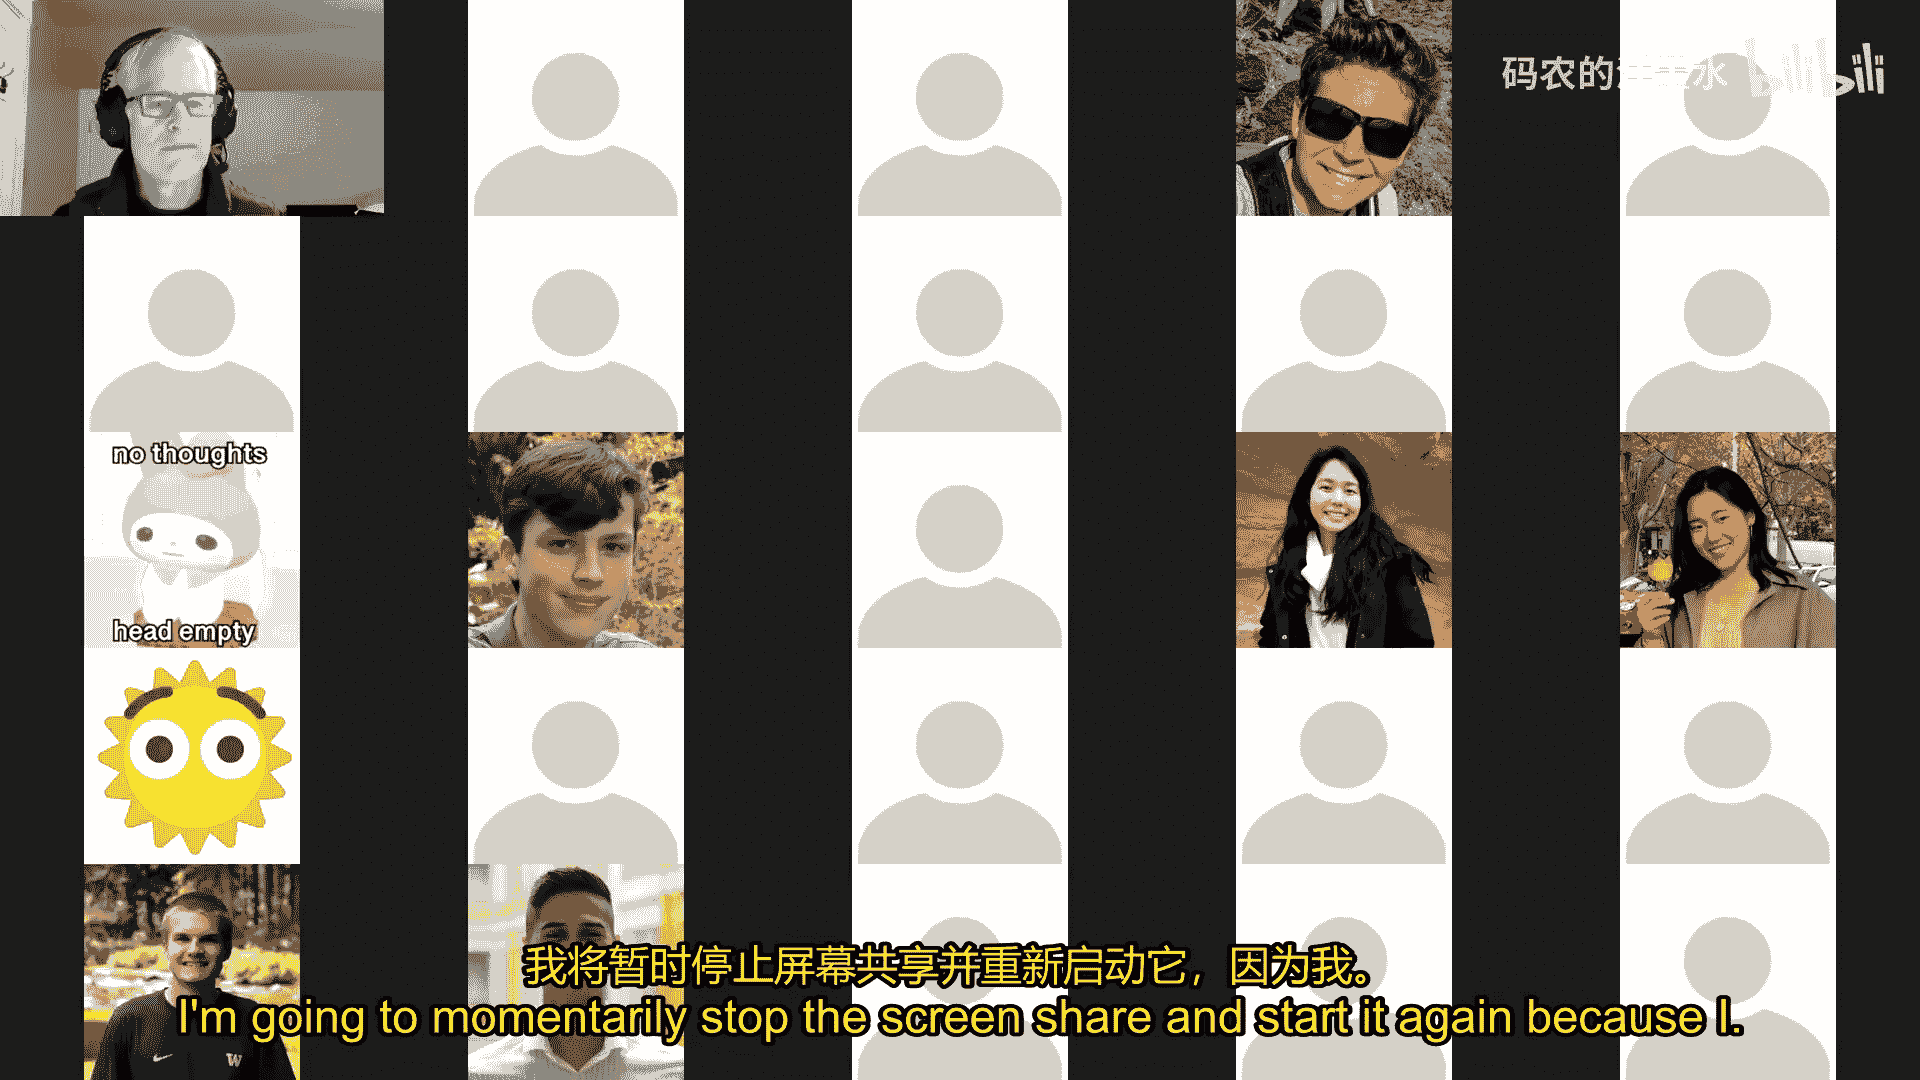 码农的 水 bilibili
no thoughts
head empty
W
我将暂时停止屏幕共享并重新启动它，因为我。
I'm going to momentarily stop the screen share and start it again because I.